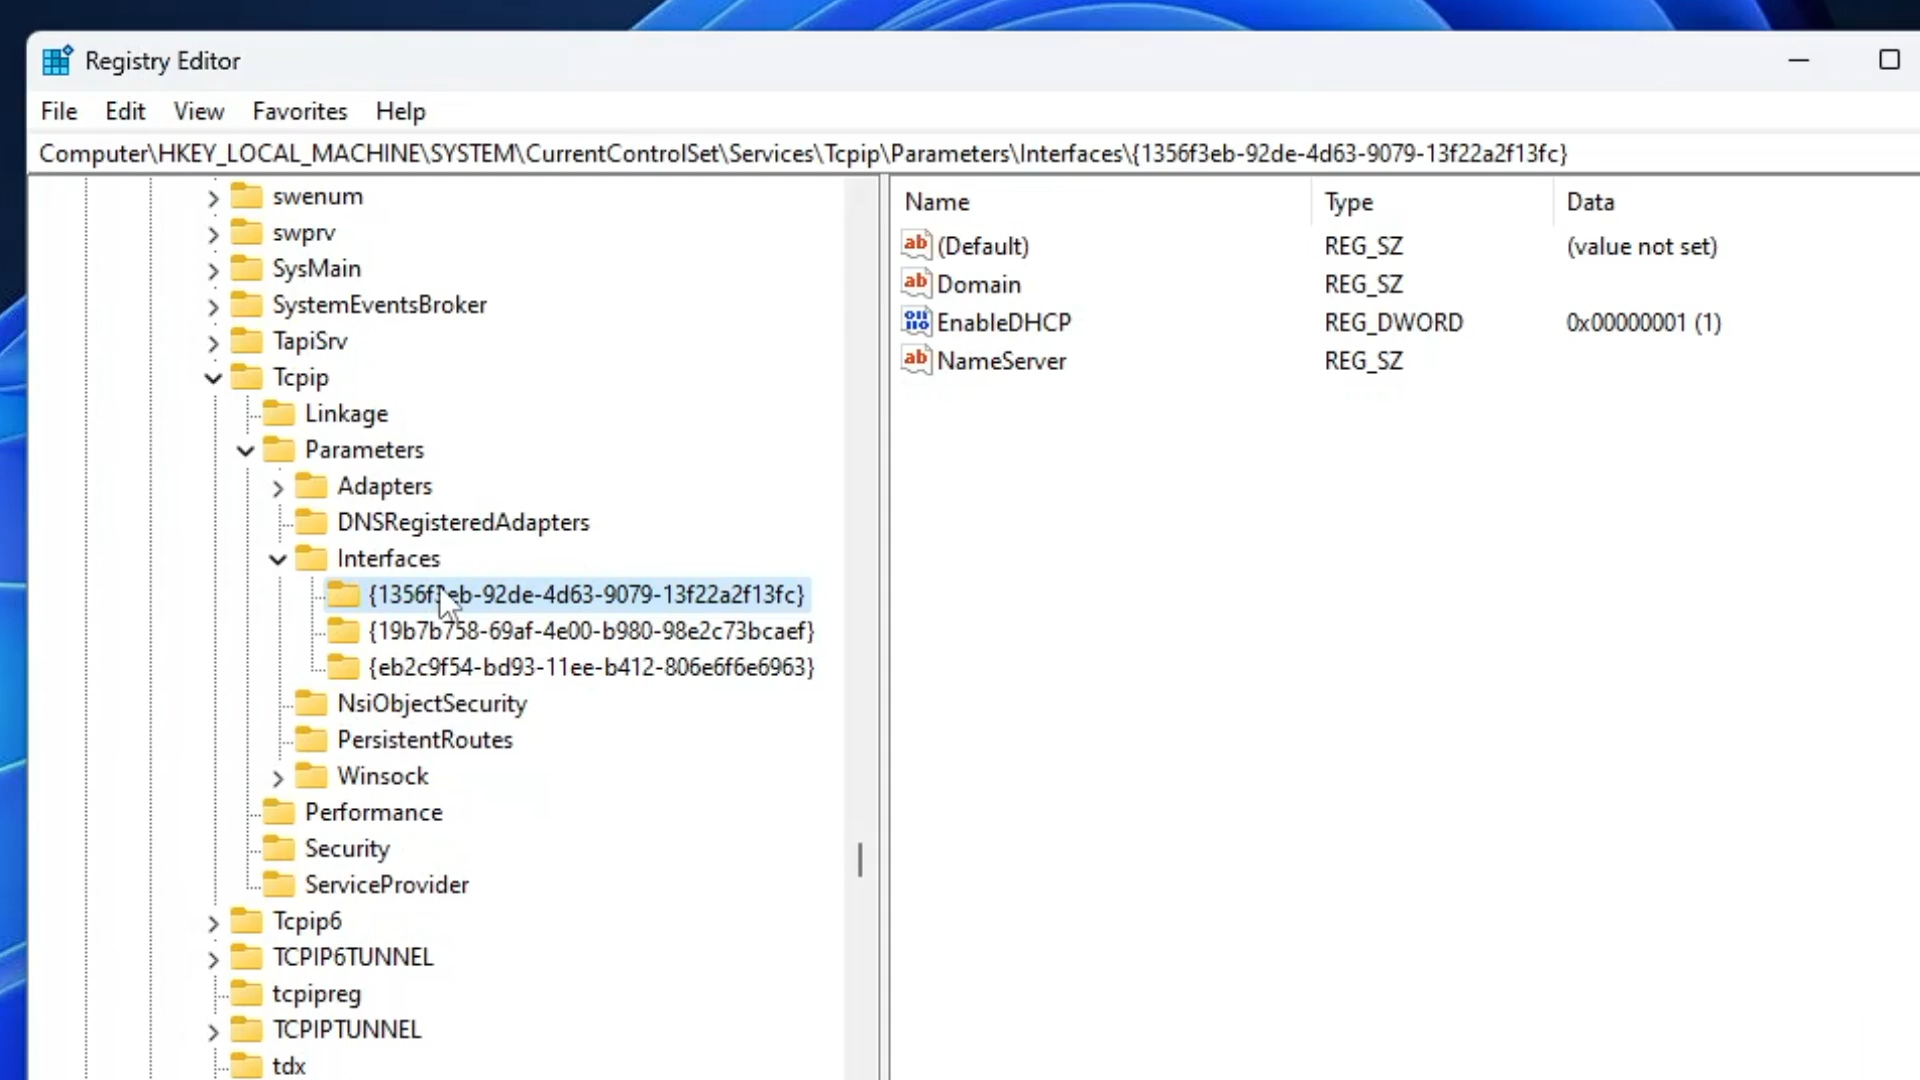 Registry Editor
File Edit View Favorites Help
Computer\HKEY_LOCAL_MACHINE\SYSTEM\CurrentControlSet\Services\Tcpip\Parameters\Interfaces\{1356f3eb-92de-4d63-9079-13f22a2f13fc}
swenum
swprv
SysMain
SystemEventsBroker
TapiSrv
Tcpip
Linkage
Parameters
Adapters
DNSRegisteredAdapters
Interfaces
{1356f3eb-92de-4d63-9079-13f22a2f13fc}
{19b7b758-69af-4e00-b980-98e2c73bcaef}
{eb2c9f54-bd93-11ee-b412-806e6f6e6963}
NsiObjectSecurity
PersistentRoutes
Winsock
Performance
Security
ServiceProvider
Tcpip6
TCPIP6TUNNEL
tcpipreg
TCPIPTUNNEL
tdx
Name Type Data
(Default) REG_SZ (value not set)
Domain REG_SZ
EnableDHCP REG_DWORD 0x00000001 (1)
NameServer REG_SZ